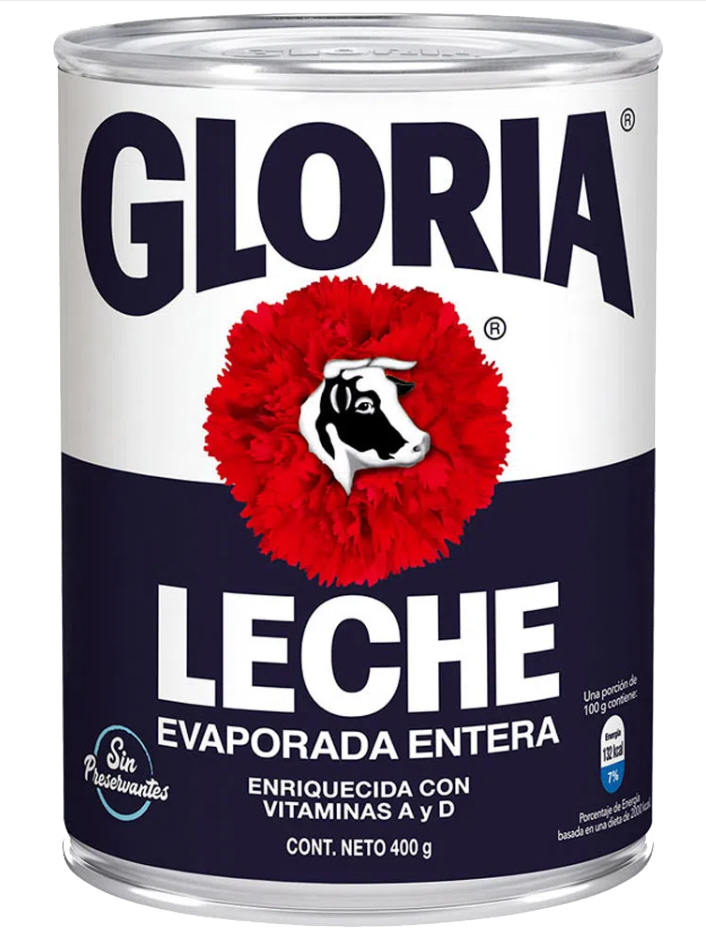 GLORIA
GLORIA®
®
LECHE
EVAPORADA ENTERA
Sin
Preservantes
ENRIQUECIDA CON
VITAMINAS A y D
CONT. NETO 400 g
Una porción de
100 g contiene:
Energía
132 kcal
7%
Porcentaje de Energía
basada en una dieta de 2000 kcal